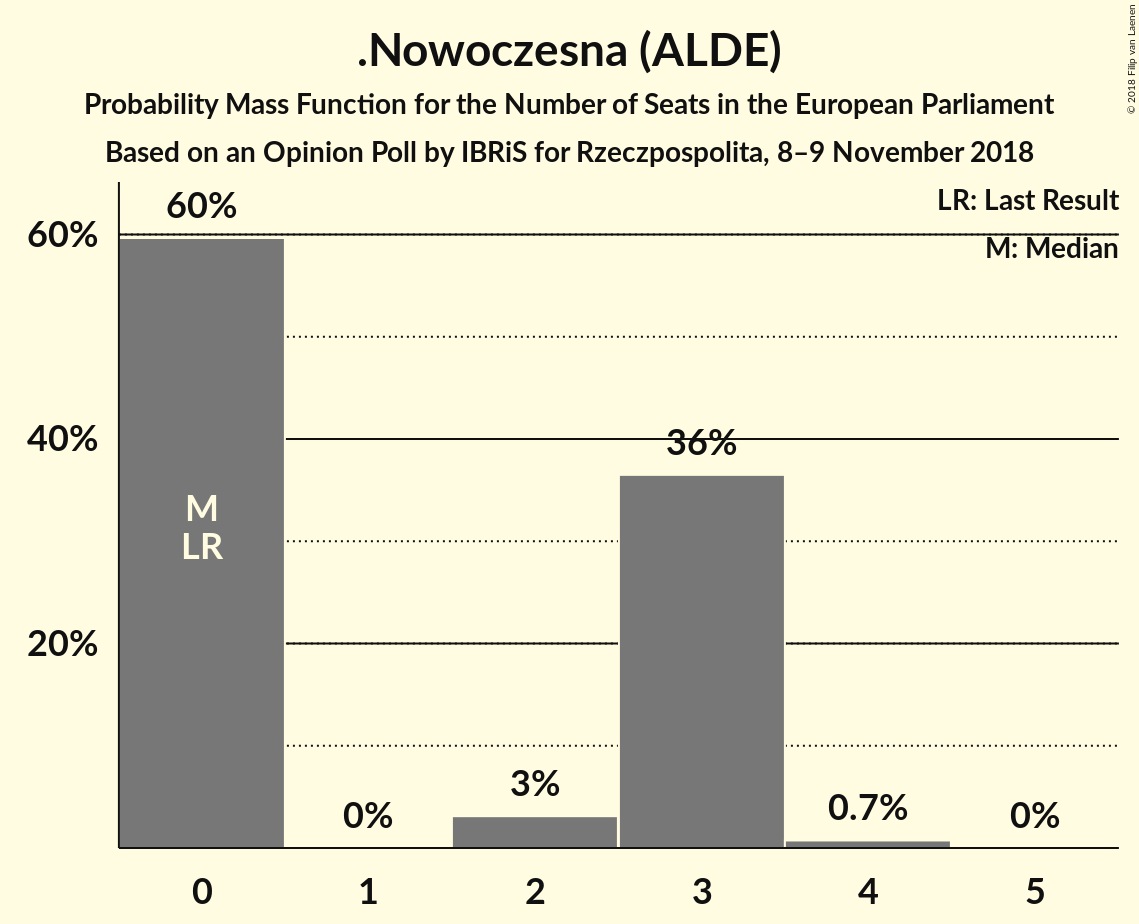 .Nowoczesna (ALDE)
Probability Mass Function for the Number of Seats in the European Parliament
Based on an Opinion Poll by IBRiS for Rzeczpospolita, 8–9 November 2018
© 2018 Filip van Laenen
LR: Last Result
M: Median
60%
40%
20%
60%
M
LR
0%
3%
36%
0.7%
0%
0
1
2
3
4
5